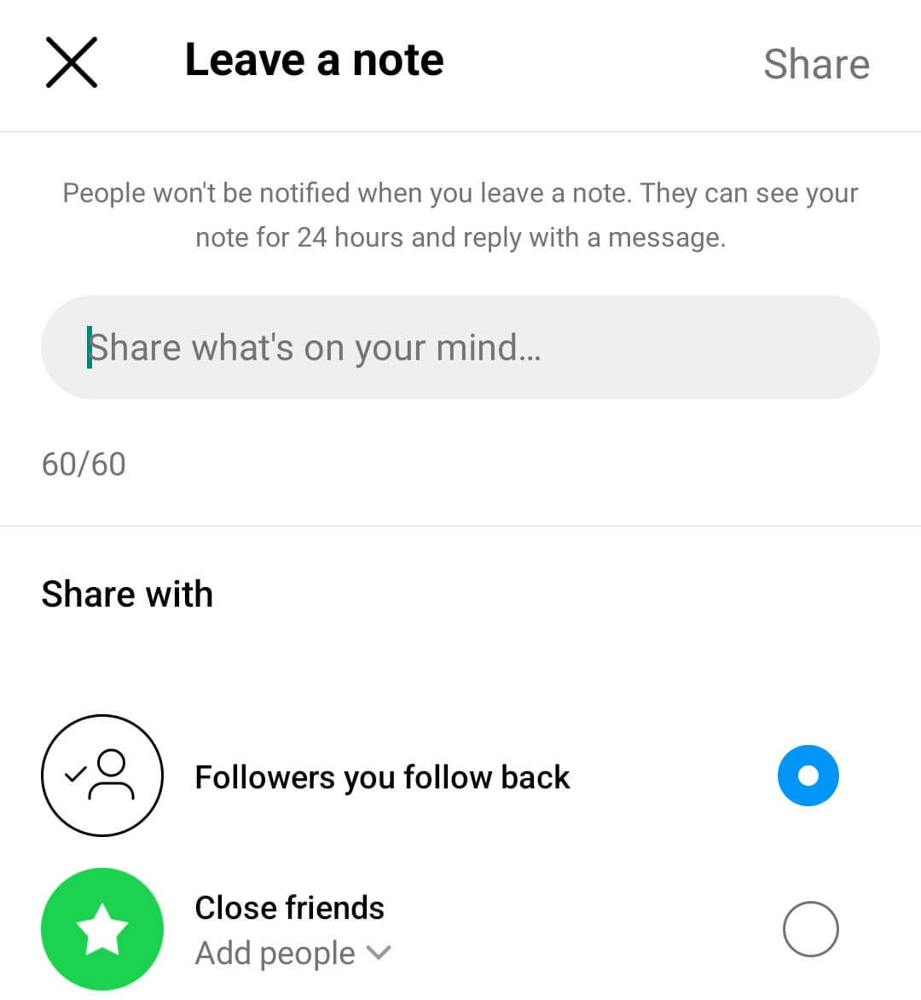 Leave a note
Share
People won't be notified when you leave a note. They can see your
note for 24 hours and reply with a message.
Share what's on your mind...
60/60
Share with
Followers you follow back
Close friends
Add people